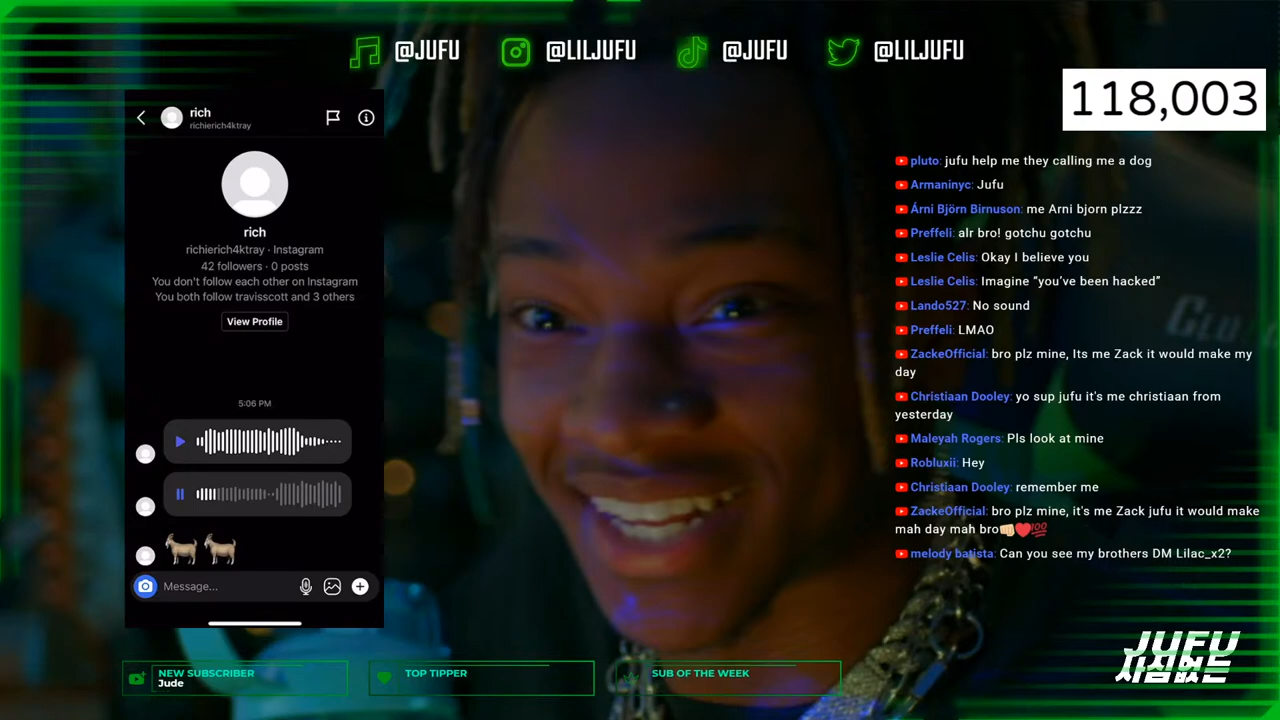 @JUFU @LILJUFU @JUFU @LILJUFU
118,003
rich
richierich4ktray
rich
richierich4ktray · Instagram
42 followers · 0 posts
You don't follow each other on Instagram
You both follow travisscott and 3 others
View Profile
5:06 PM
Message...
pluto: jufu help me they calling me a dog
Armaninyc: Jufu
Árni Björn Birnuson: me Arni bjorn plzzz
Preffeli: alr bro! gotchu gotchu
Leslie Celis: Okay I believe you
Leslie Celis: Imagine “you’ve been hacked”
Lando527: No sound
Preffeli: LMAO
ZackeOfficial: bro plz mine, Its me Zack it would make my
day
Christiaan Dooley: yo sup jufu it's me christiaan from
yesterday
Maleyah Rogers: Pls look at mine
Robluxii: Hey
Christiaan Dooley: remember me
ZackeOfficial: bro plz mine, it's me Zack jufu it would make
mah day mah bro👊🏻❤️💯
melody batista: Can you see my brothers DM Lilac_x2?
NEW SUBSCRIBER
Jude
TOP TIPPER
SUB OF THE WEEK
JUFU